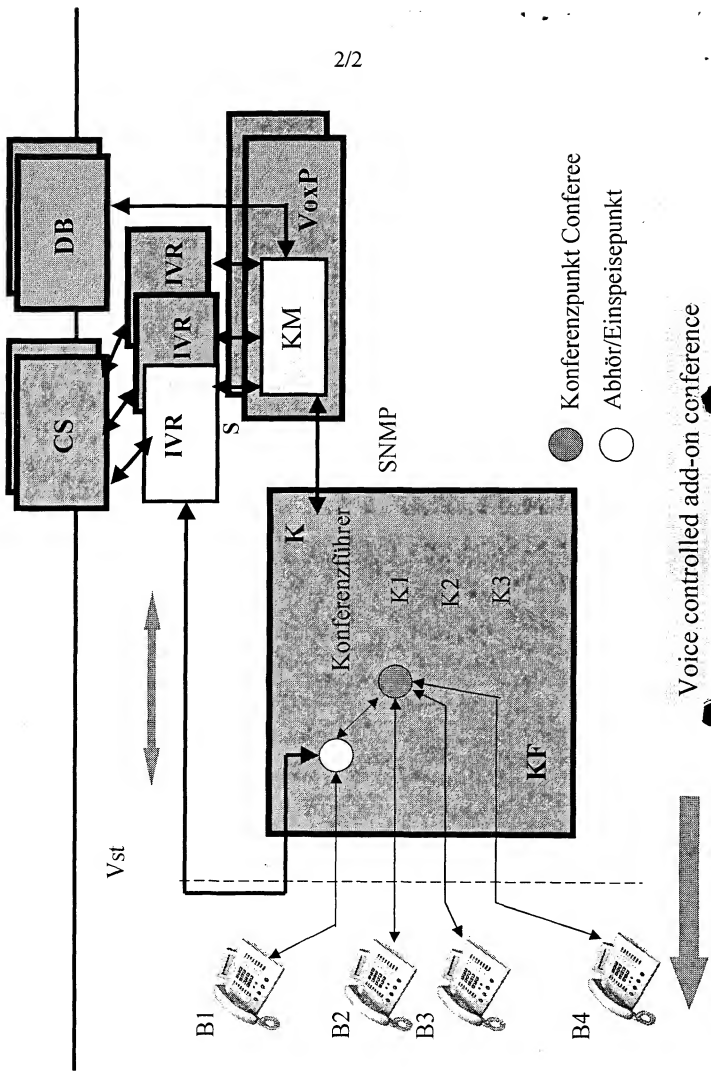 2/2
CS
DB
IVR
IVR
IVR
S
KM
VoxP
Vst
SNMP
K
Konferenzführer
K1
K2
K3
KF
B1
B2
B3
B4
Konferenzpunkt Conferee
Abhör/Einspeisepunkt
Voice controlled add-on conference